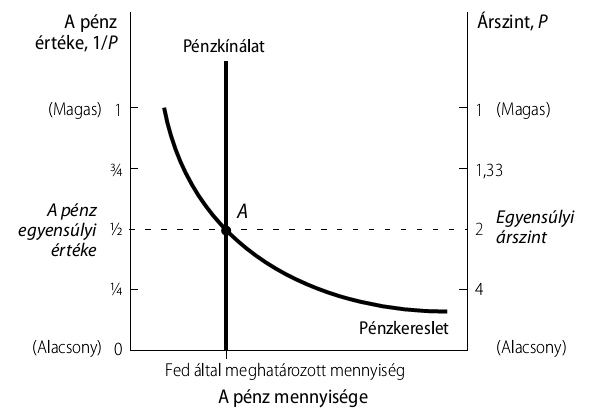 A pénz
értéke, 1/P
Árszint, P
Pénzkínálat
(Magas) 1
1 (Magas)
¾
1,33
A pénz
egyensúlyi
értéke
½
A
2
Egyensúlyi
árszint
¼
4
Pénzkereslet
(Alacsony) 0
(Alacsony)
Fed által meghatározott mennyiség
A pénz mennyisége